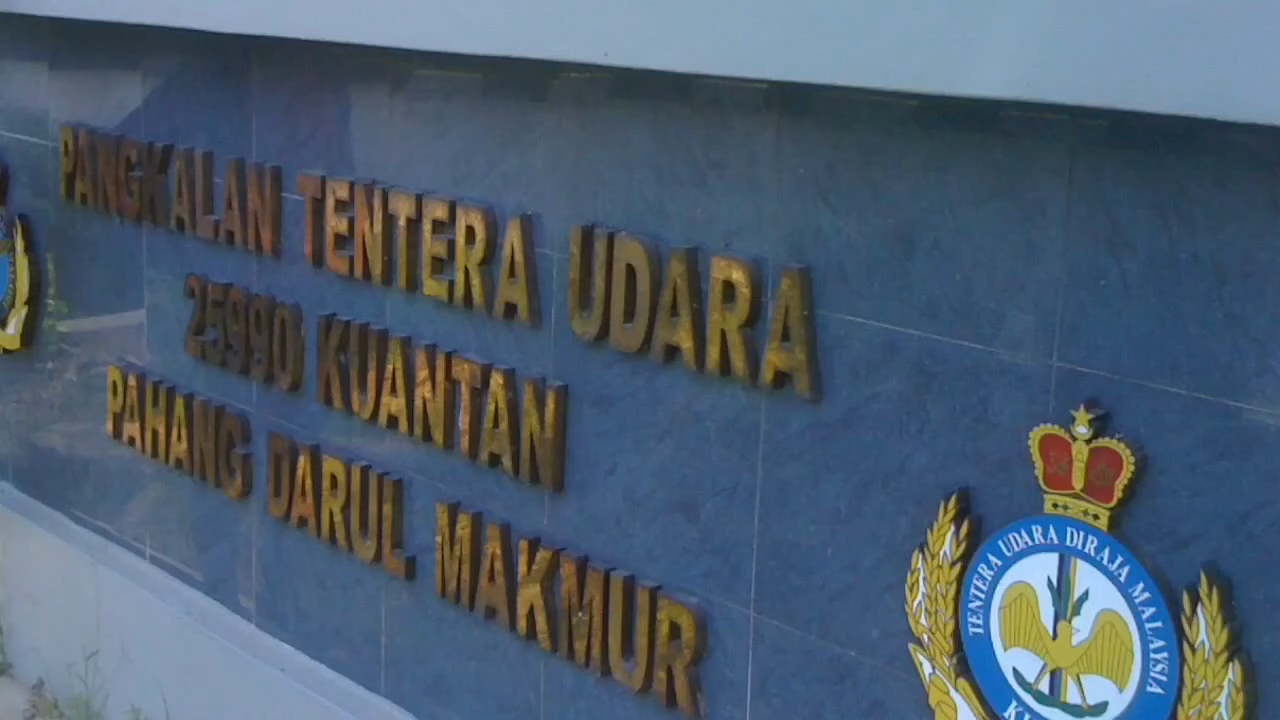 PANGKALAN TENTERA UDARA
25990 KUANTAN
PAHANG DARUL MAKMUR
TENTERA UDARA DIRAJA MALAYSIA